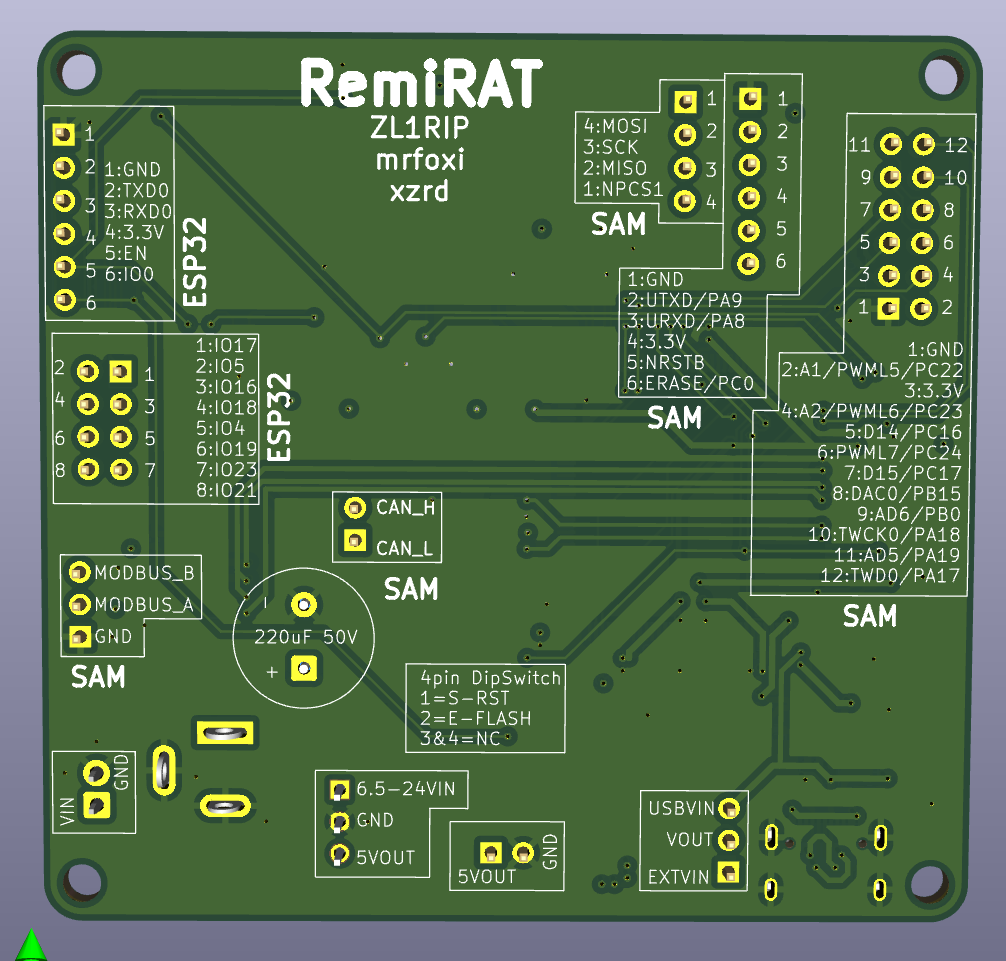 RemiRAT
ZL1RIP
mrfoxi
xzrd
1
2
3
4
5
6
1:GND
2:TXD0
3:RXD0
4:3.3V
5:EN
6:IO0
ESP32
2
4
6
8
1
3
5
7
1:IO17
2:IO5
3:IO16
4:IO18
5:IO4
6:IO19
7:IO23
8:IO21
ESP32
4:MOSI
3:SCK
2:MISO
1:NPCS1
1
2
3
4
SAM
1
2
3
4
5
6
1:GND
2:UTXD/PA9
3:URXD/PA8
4:3.3V
5:NRSTB
6:ERASE/PC0
SAM
11 12
9 10
7 8
5 6
3 4
1 2
1:GND
2:A1/PWML5/PC22
3:3.3V
4:A2/PWML6/PC23
5:D14/PC16
6:PWML7/PC24
7:D15/PC17
8:DAC0/PB15
9:AD6/PB0
10:TWCK0/PA18
11:AD5/PA19
12:TWD0/PA17
SAM
CAN_H
CAN_L
SAM
MODBUS_B
MODBUS_A
GND
SAM
-
220uF 50V
+
4pin DipSwitch
1=S-RST
2=E-FLASH
3&4=NC
VIN
GND
6.5-24VIN
GND
5VOUT
5VOUT
GND
USBVIN
VOUT
EXTVIN